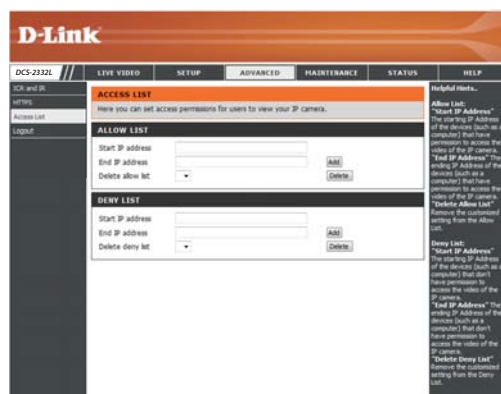 D-Link
DCS-2332L
LIVE VIDEO
SETUP
ADVANCED
MAINTENANCE
STATUS
HELP
ICR and IR
HTTPS
Access List
Logout
ACCESS LIST
Here you can set access permissions for users to view your IP camera.
ALLOW LIST
Start IP address
End IP address
Add
Delete allow list
Delete
DENY LIST
Start IP address
End IP address
Add
Delete deny list
Delete
Helpful Hints..
Allow List:
"Start IP Address"
The starting IP Address
of the devices (such as a
computer) that have
permission to access the
video of the IP camera.
"End IP Address" The
ending IP Address of the
devices (such as a
computer) that have
permission to access the
video of the IP camera.
"Delete Allow List"
Remove the customized
setting from the Allow
List.
Deny List:
"Start IP Address"
The starting IP Address
of the devices (such as a
computer) that don't
have permission to
access the video of the
IP camera.
"End IP Address" The
ending IP Address of the
devices (such as a
computer) that don't
have permission to
access the video of the
IP camera.
"Delete Deny List"
Remove the customized
setting from the Deny
List.